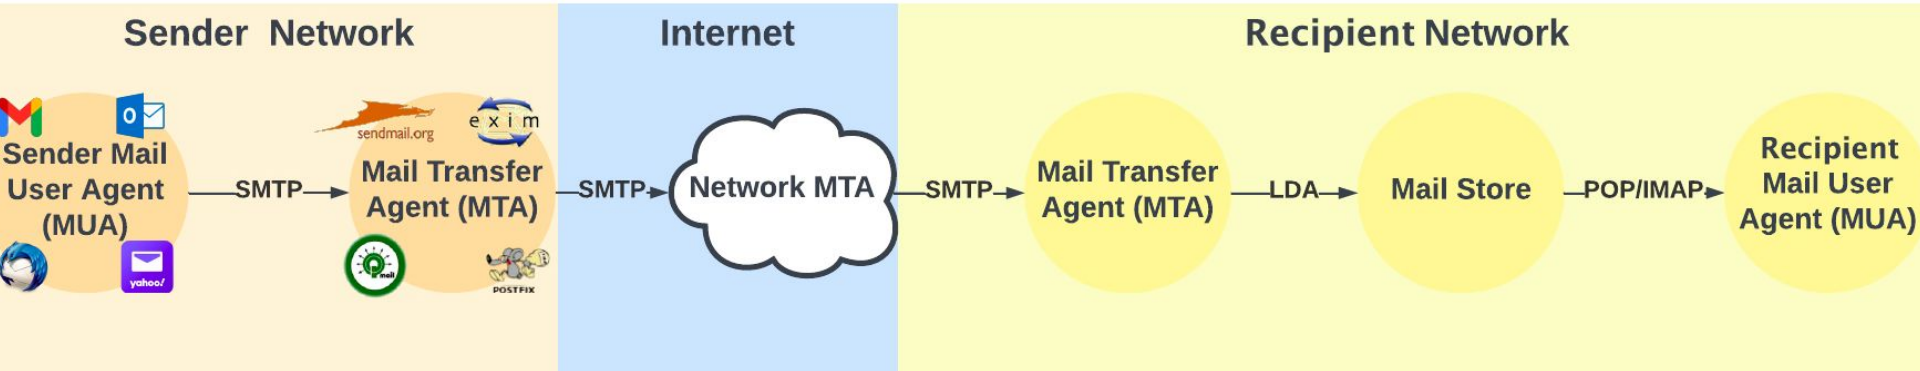 Sender Network
Internet
Recipient Network
sendmail.org
exim
Sender Mail
User Agent
(MUA)
SMTP
Mail Transfer
Agent (MTA)
SMTP
Network MTA
SMTP
Mail Transfer
Agent (MTA)
LDA
Mail Store
POP/IMAP
Recipient
Mail User
Agent (MUA)
yahoo!
Qmail
POSTFIX